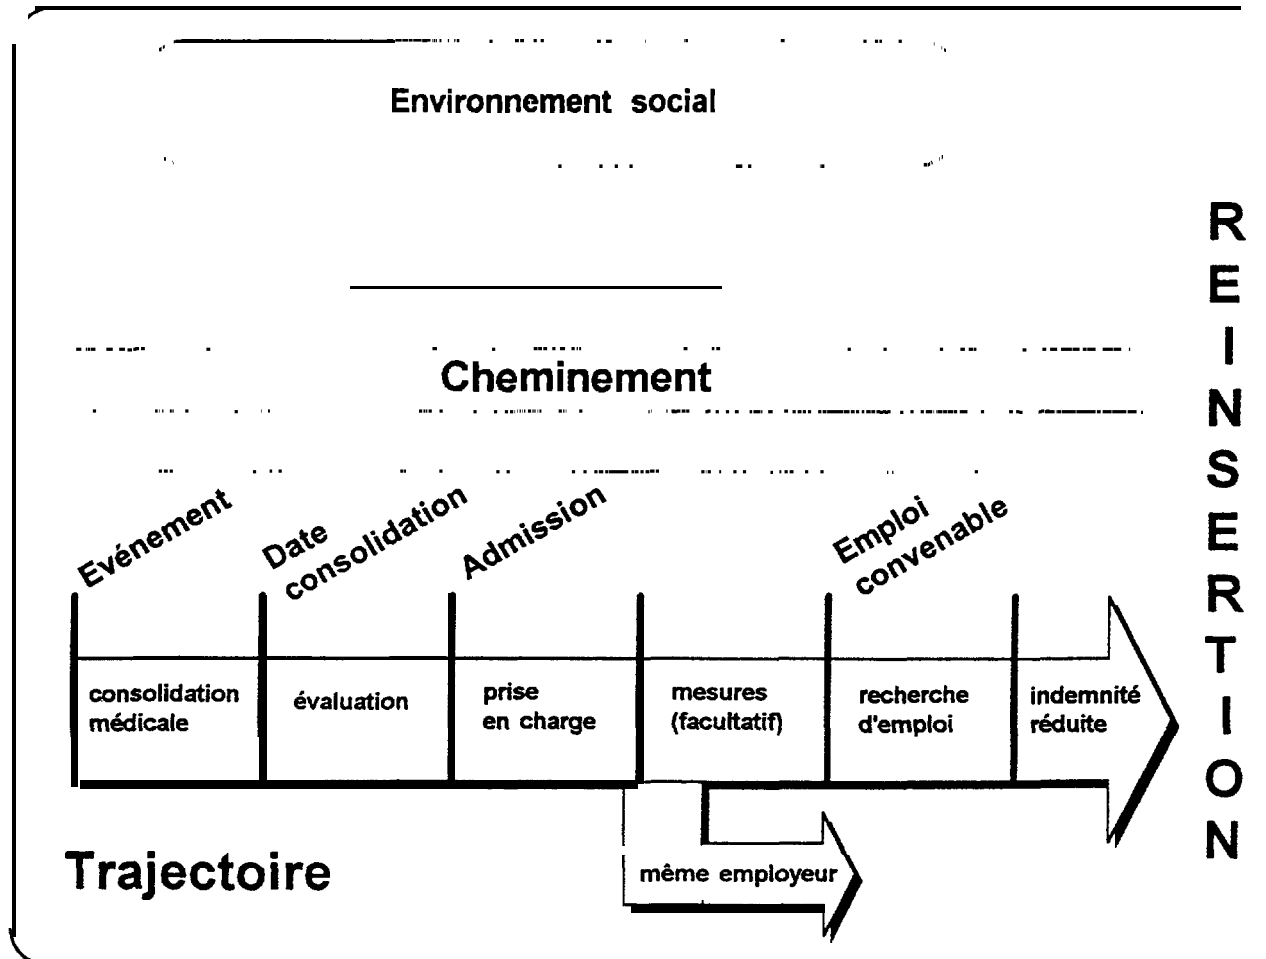 Environnement social
Cheminement
Evénement
Date
consolidation
Admission
Emploi
convenable
consolidation
médicale
évaluation
prise
en charge
mesures
(facultatif)
recherche
d'emploi
indemnité
réduite
même employeur
Trajectoire
REINSERTION